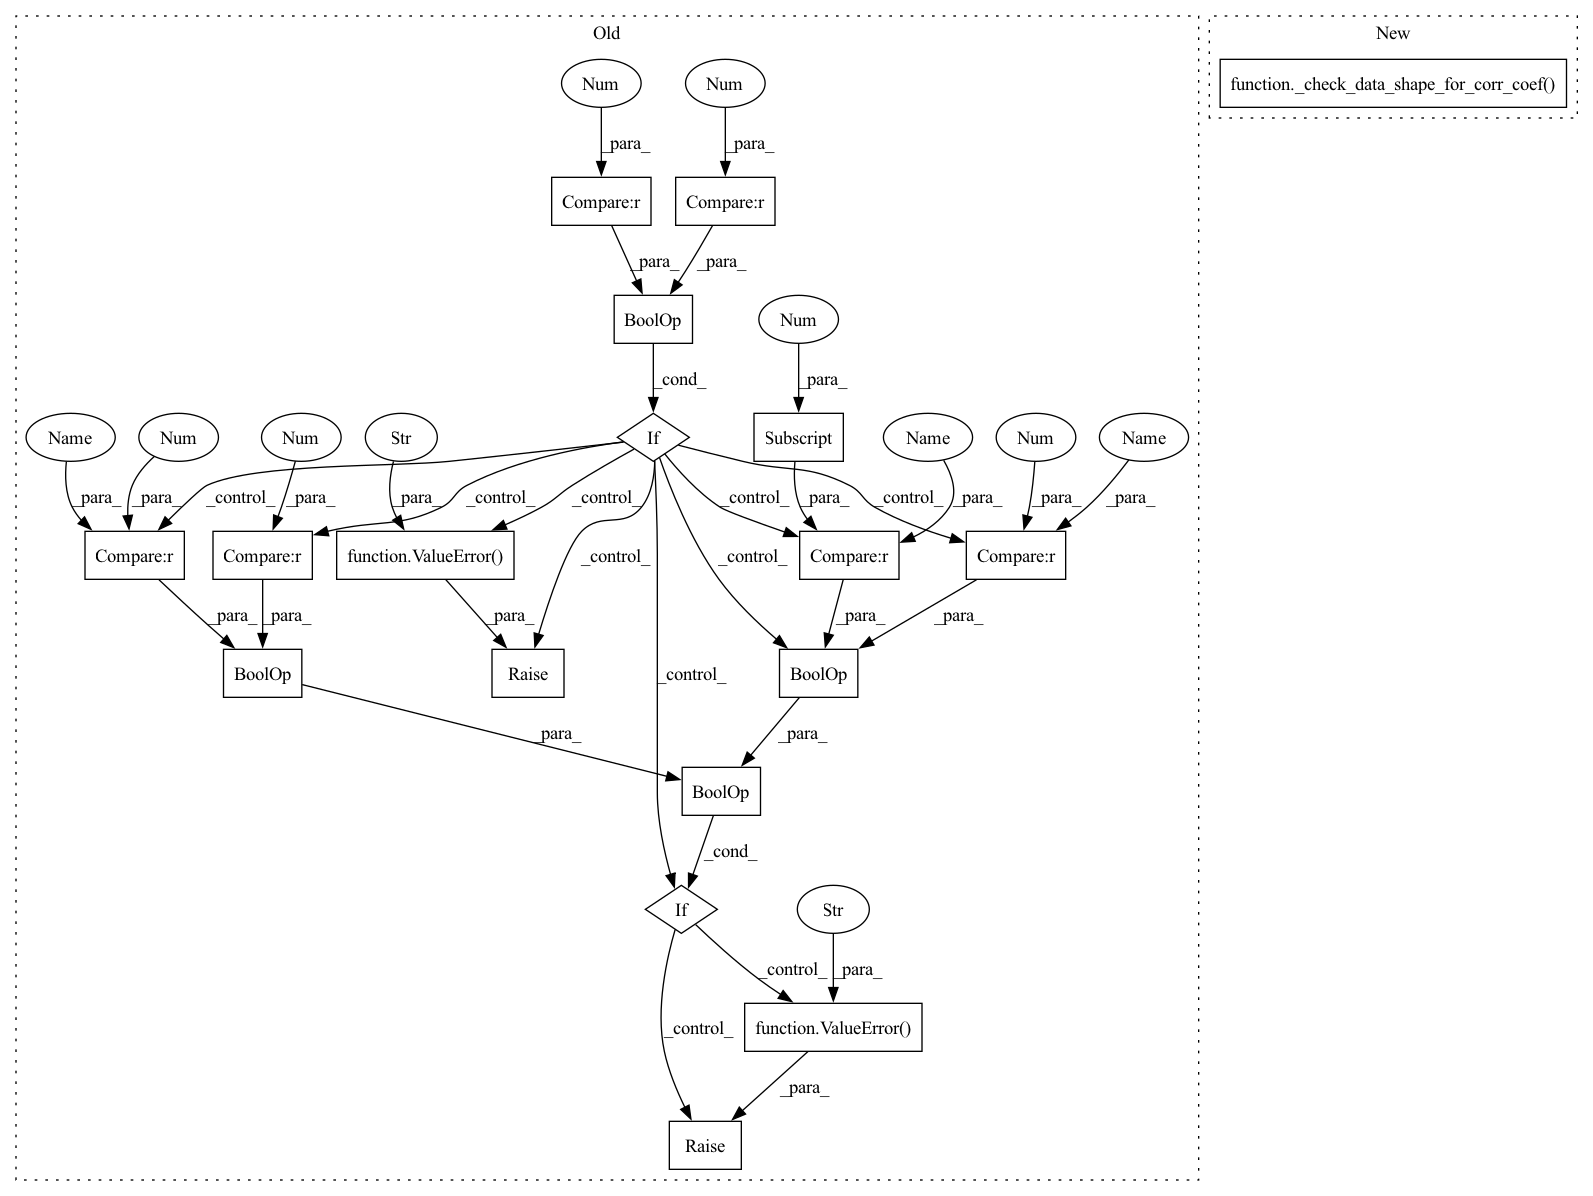 Old
New
Num
Num
function._check_data_shape_for_corr_coef()
_para_
_para_
Compare:r
Compare:r
_para_
_para_
BoolOp
Num
_cond_
_para_
Name
Num
Num
Str
If
Subscript
Name
Num
Name
_para_
_para_
_control_
_para_
_control_
_para_
_control_
_control_
_para_
_para_
_control_
_para_
_para_
Compare:r
Compare:r
function.ValueError()
_control_
_control_
Compare:r
Compare:r
_para_
_para_
_para_
_para_
_para_
BoolOp
Raise
_control_
BoolOp
_para_
_para_
BoolOp
_cond_
If
Str
_control_
_para_
_control_
function.ValueError()
_para_
Raise